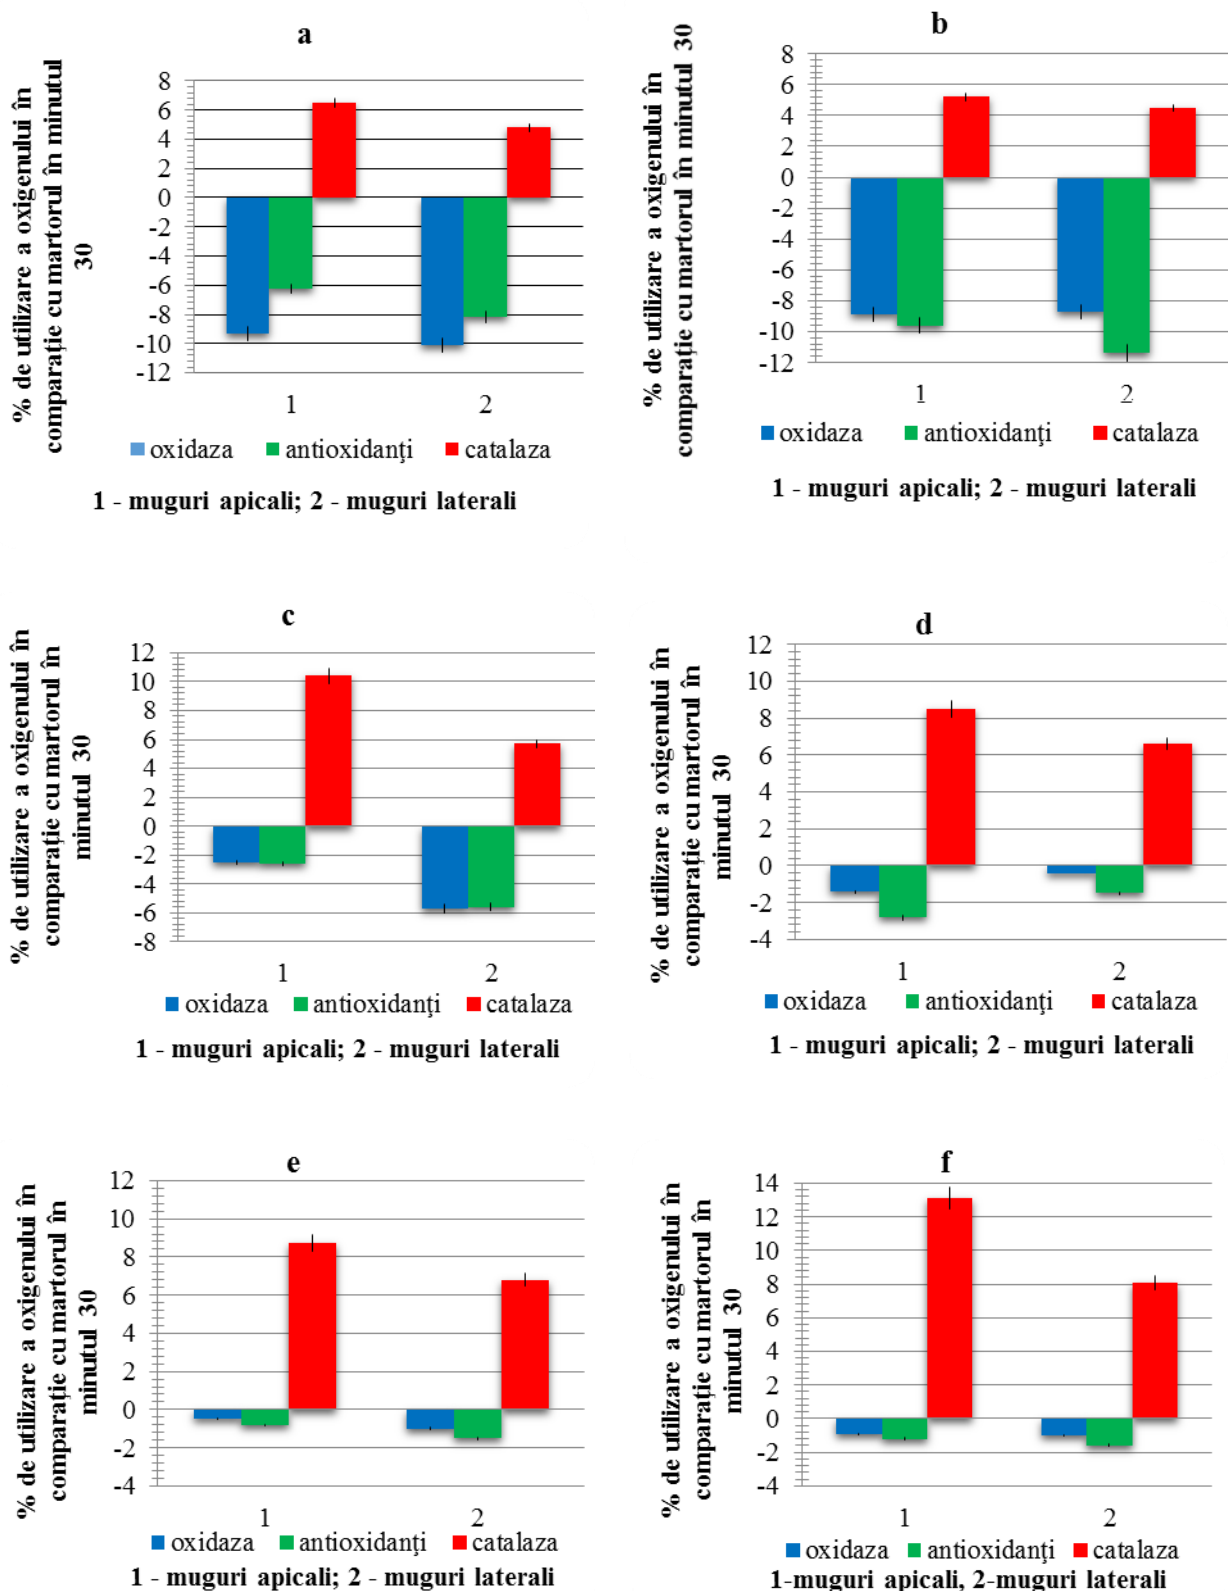 a
% de utilizare a oxigenului în
comparație cu martorul în minutul
30
8
6
4
2
0
-2
-4
-6
-8
-10
-12
1
2
oxidaza
antioxidanţi
catalaza
1 - muguri apicali; 2 - muguri laterali
b
% de utilizare a oxigenului în
comparație cu martorul în minutul 30
8
6
4
2
0
-2
-4
-6
-8
-10
-12
1
2
oxidaza
antioxidanţi
catalaza
1 - muguri apicali; 2 - muguri laterali
c
% de utilizare a oxigenului în
comparație cu martorul în
minutul 30
12
10
8
6
4
2
0
-2
-4
-6
-8
1
2
oxidaza
antioxidanţi
catalaza
1 - muguri apicali; 2 - muguri laterali
d
% de utilizare a oxigenului în
comparație cu martorul în
minutul 30
12
10
8
6
4
2
0
-2
-4
1
2
oxidaza
antioxidanţi
catalaza
1 - muguri apicali; 2 - muguri laterali
e
% de utilizare a oxigenului în
comparație cu martorul în
minutul 30
12
10
8
6
4
2
0
-2
-4
1
2
oxidaza
antioxidanţi
catalaza
1 - muguri apicali; 2 - muguri laterali
f
% de utilizare a oxigenului în
comparație cu martorul în
minutul 30
14
12
10
8
6
4
2
0
-2
-4
1
2
oxidaza
antioxidanţi
catalaza
1-muguri apicali, 2-muguri laterali